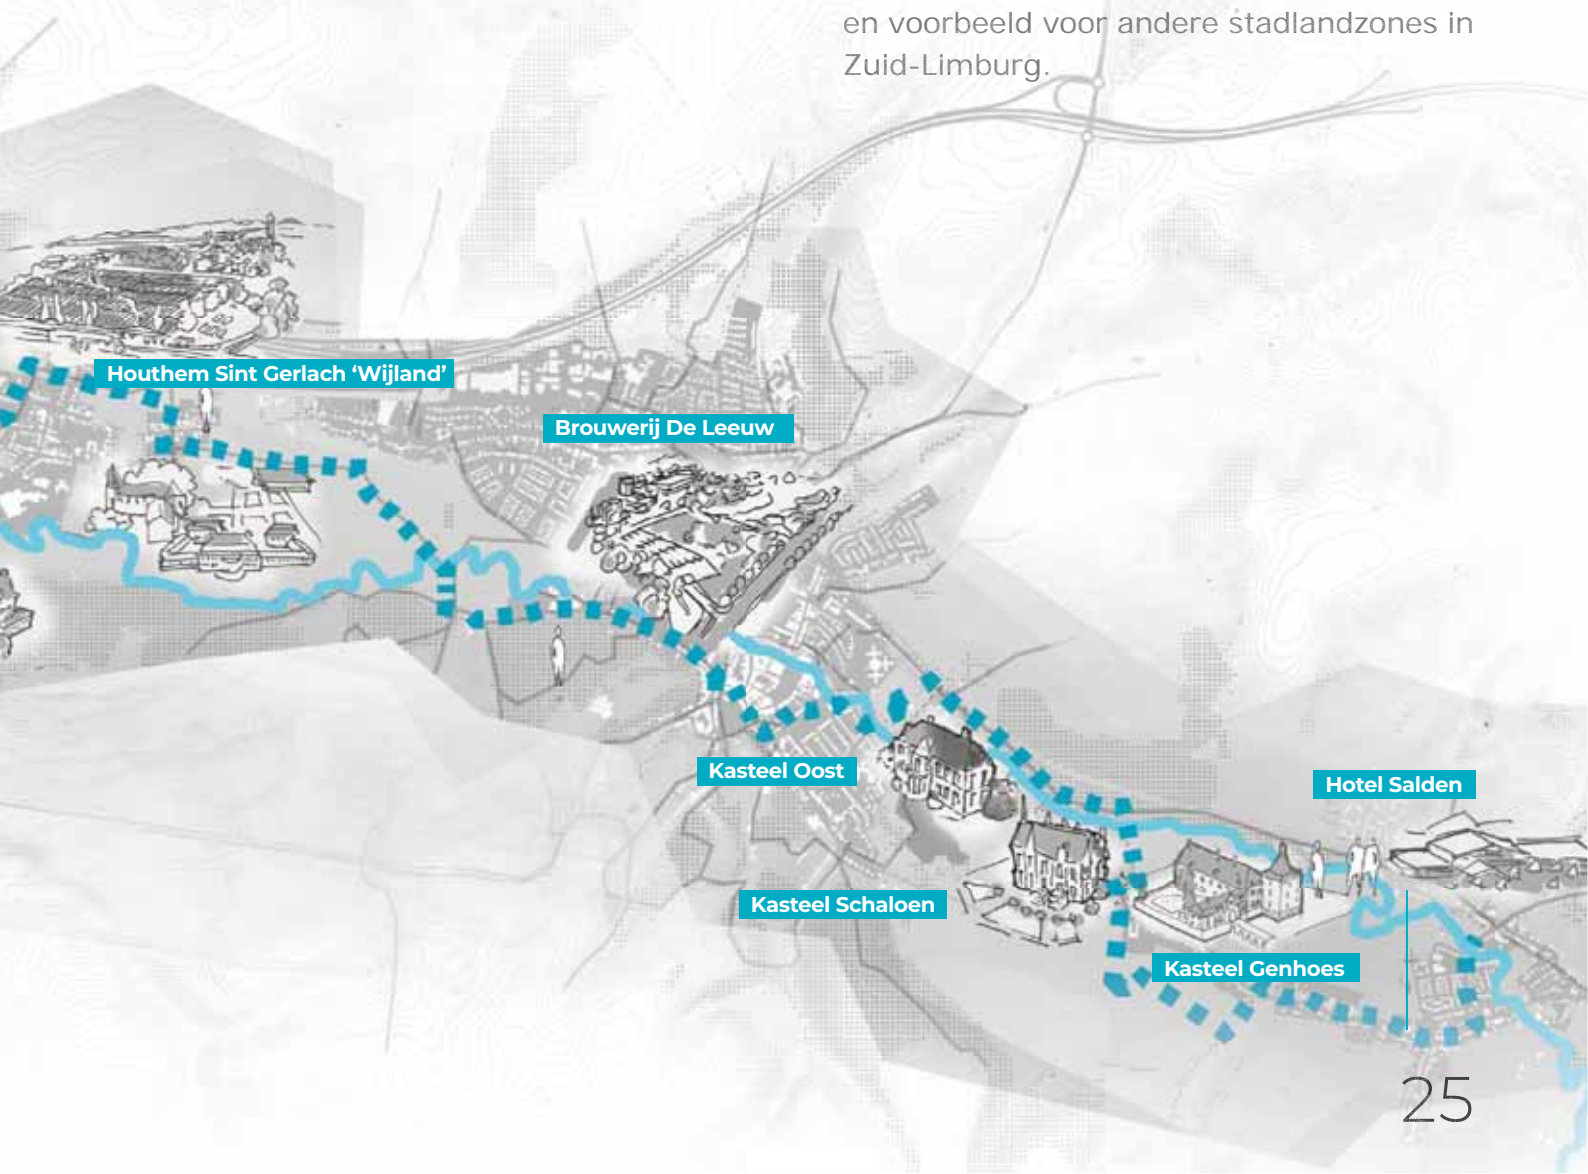 en voorbeeld voor andere stadlandzones in
Zuid-Limburg.
Houthem Sint Gerlach ‘Wijland’
Brouwerij De Leeuw
Kasteel Oost
Hotel Salden
Kasteel Schaloen
Kasteel Genhoes
25